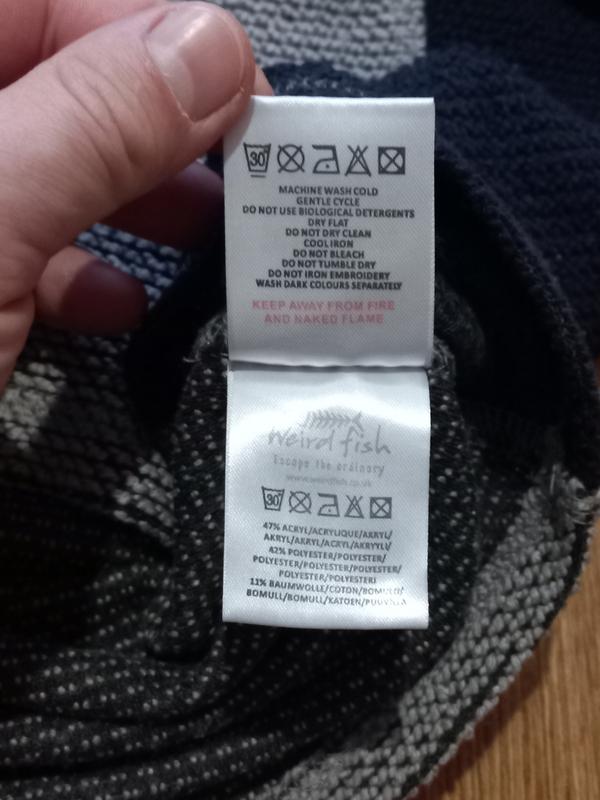 30
MACHINE WASH COLD
GENTLE CYCLE
DO NOT USE BIOLOGICAL DETERGENTS
DRY FLAT
DO NOT DRY CLEAN
COOL IRON
DO NOT BLEACH
DO NOT TUMBLE DRY
DO NOT IRON EMBROIDERY
WASH DARK COLOURS SEPARATELY
KEEP AWAY FROM FIRE
AND NAKED FLAME
weird fish
Escape the ordinary
www.weirdfish.co.uk
30
47% ACRYL/ACRYLIQUE/AKRYL/
AKRYL/AKRYL/ACRYL/AKRYYLI/
42% POLYESTER/POLYESTER/
POLYESTER/POLYESTER/POLYESTER/
POLYESTER/POLYESTERI
11% BAUMWOLLE/COTON/BOMULD/
BOMULL/BOMULL/KATOEN/PUUVILLA